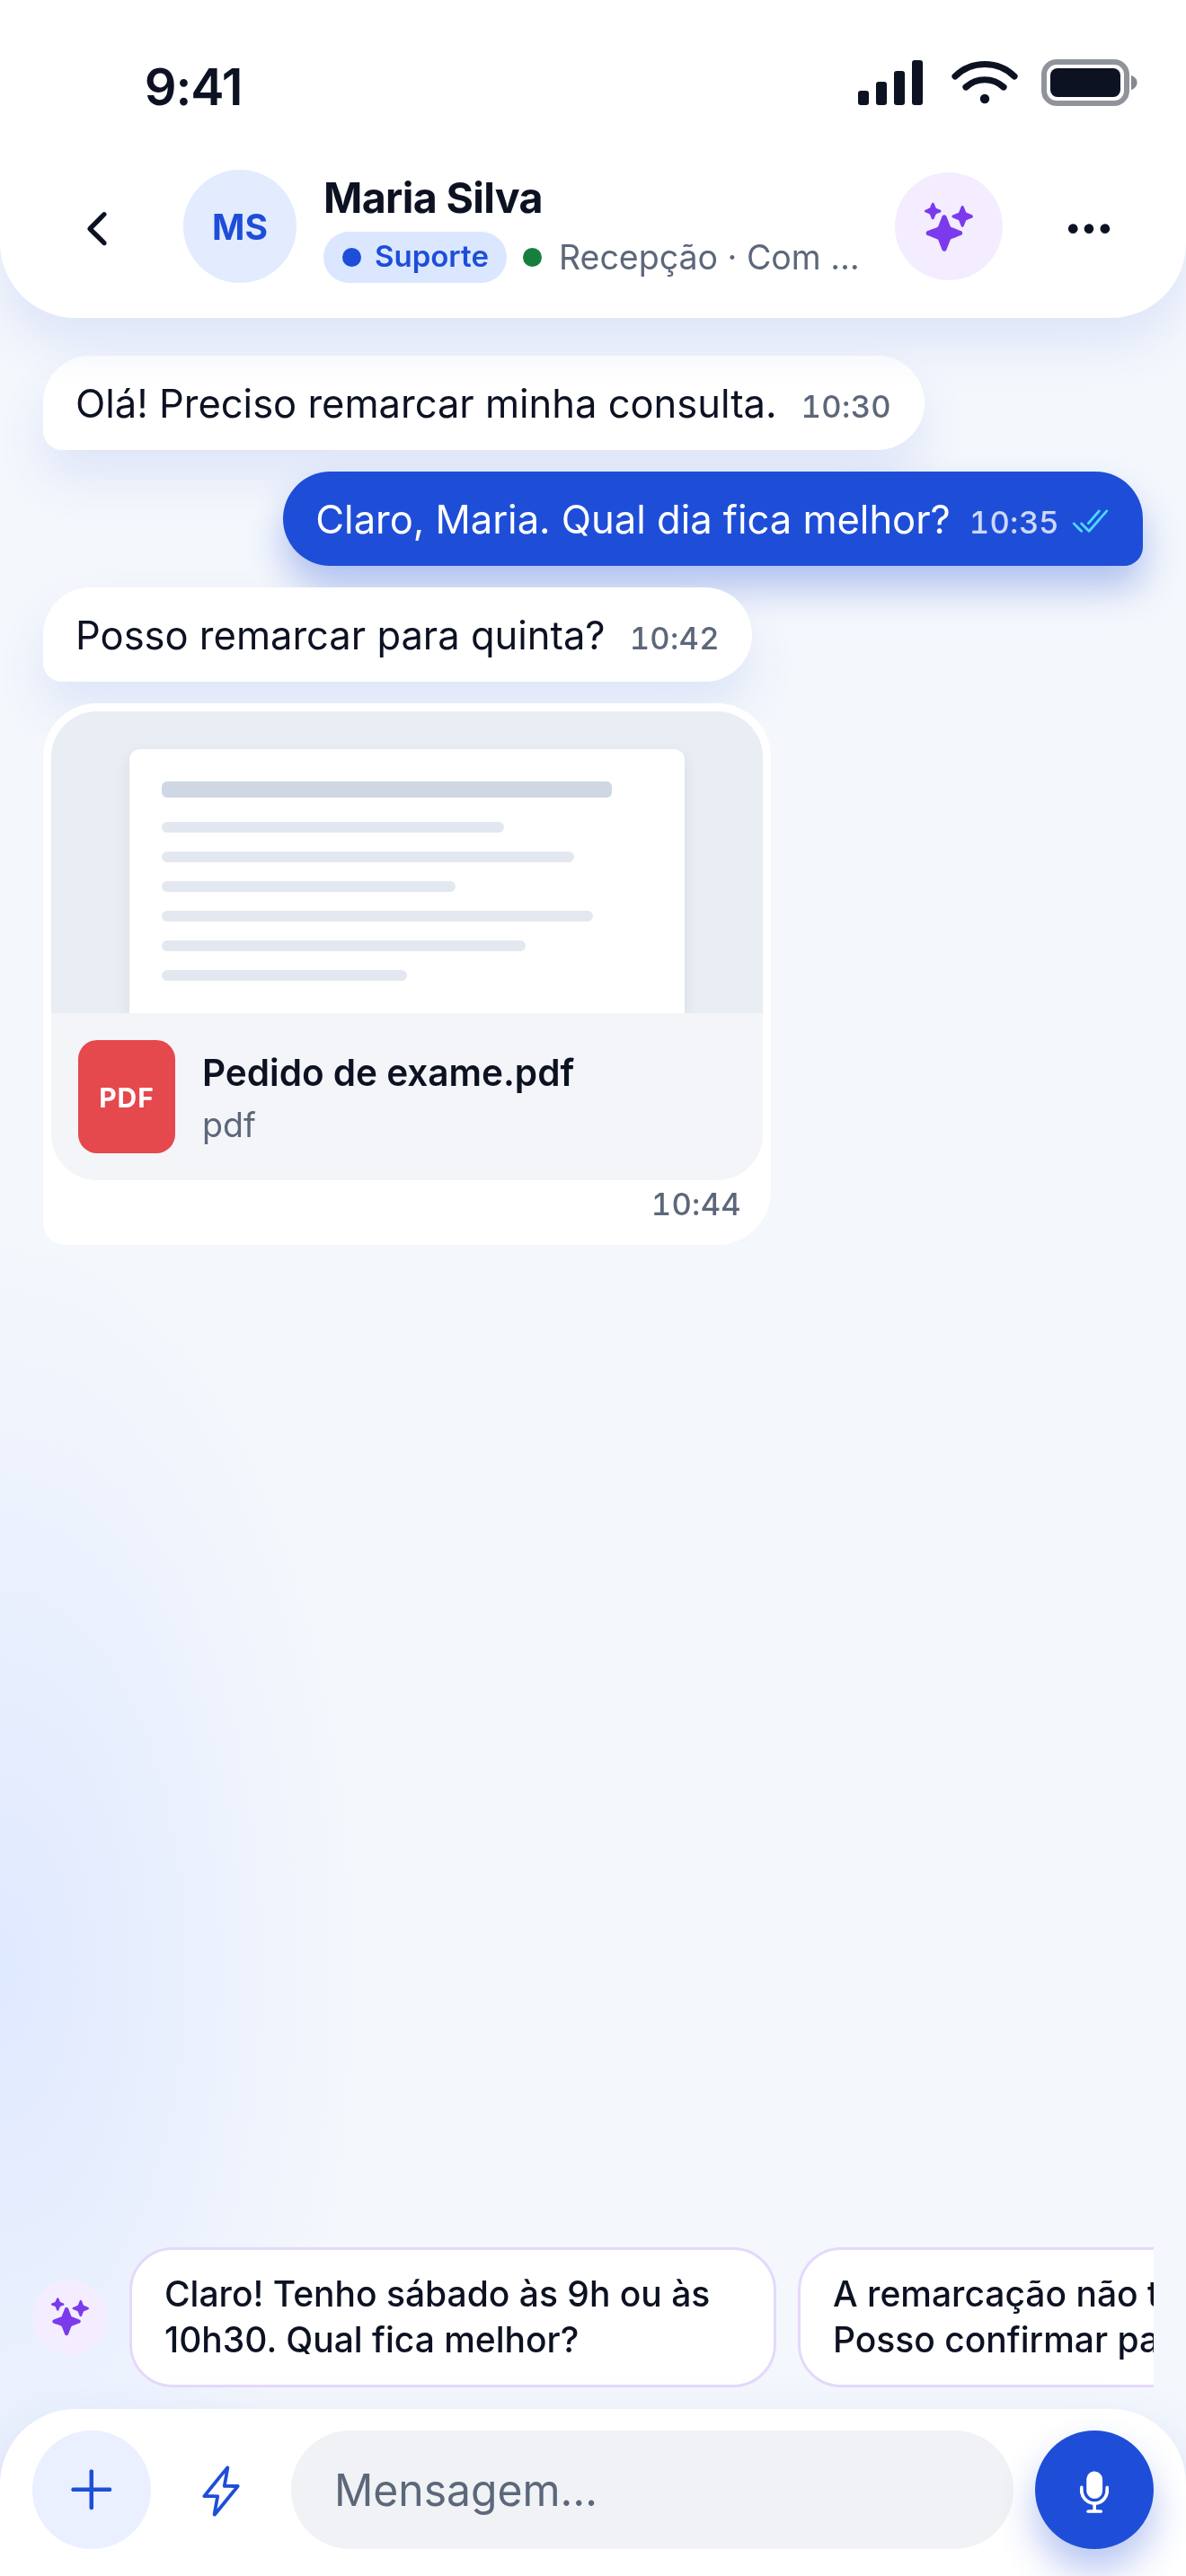 9:41
MS
Maria Silva
Suporte
Recepção · Com ...
Olá! Preciso remarcar minha consulta. 10:30
Claro, Maria. Qual dia fica melhor? 10:35
Posso remarcar para quinta? 10:42
PDF
Pedido de exame.pdf
pdf
10:44
Claro! Tenho sábado às 9h ou às
10h30. Qual fica melhor?
A remarcação não
Posso confirmar
Mensagem...